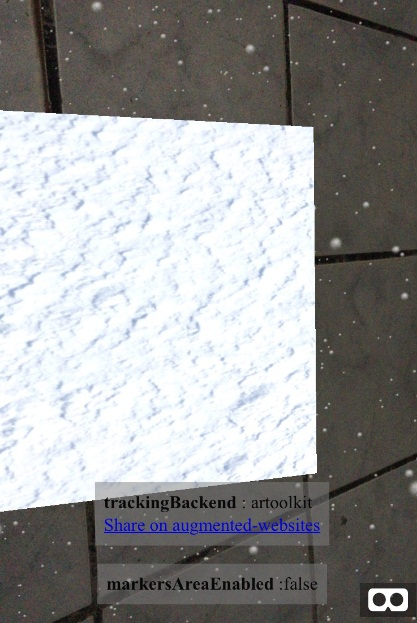 trackingBackend : artoolkit
Share on augmented-websites
markersAreaEnabled :false